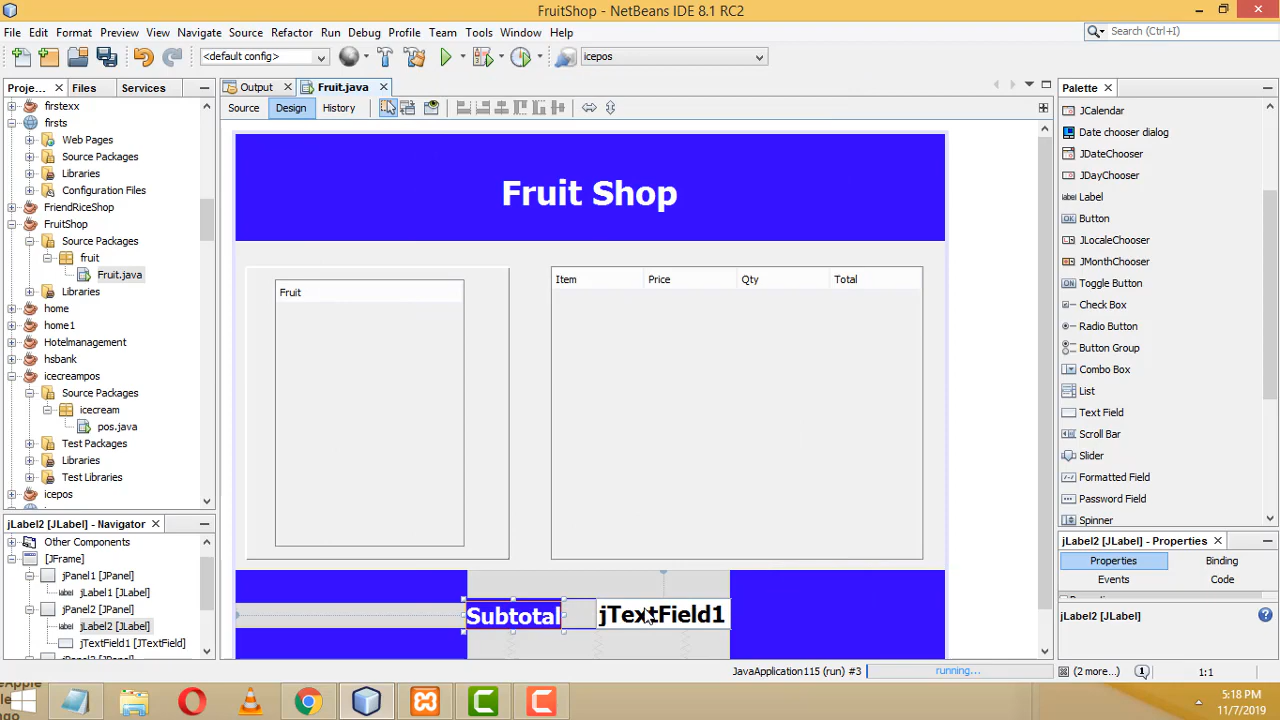 FruitShop - NetBeans IDE 8.1 RC2
File Edit Format Preview View Navigate Source Refactor Run Debug Profile Team Tools Window Help
Search (Ctrl+I)
<default config>
icepos
Proje...
Files
Services
firstexx
firsts
Web Pages
Source Packages
Libraries
Configuration Files
FriendRiceShop
FruitShop
Source Packages
fruit
Fruit.java
Libraries
home
home1
Hotelmanagement
hsbank
icecreampos
Source Packages
icecream
pos.java
Test Packages
Libraries
Test Libraries
icepos
jLabel2 [JLabel] - Navigator
Other Components
[JFrame]
jPanel1 [JPanel]
jLabel1 [JLabel]
jPanel2 [JPanel]
jLabel2 [JLabel]
jTextField1 [JTextField]
Output
Fruit.java
Source
Design
History
Fruit Shop
Fruit
Item Price Qty Total
Subtotal
jTextField1
Palette
JCalendar
Date chooser dialog
JDateChooser
JDayChooser
label Label
OK Button
JLocaleChooser
JMonthChooser
Toggle Button
Check Box
Radio Button
Button Group
Combo Box
List
Text Field
Scroll Bar
Slider
Formatted Field
Password Field
Spinner
jLabel2 [JLabel] - Properties
Properties
Binding
Events
Code
jLabel2 [JLabel]
JavaApplication115 (run) #3
running...
(2 more...)
1
1:1
5:18 PM
11/7/2019